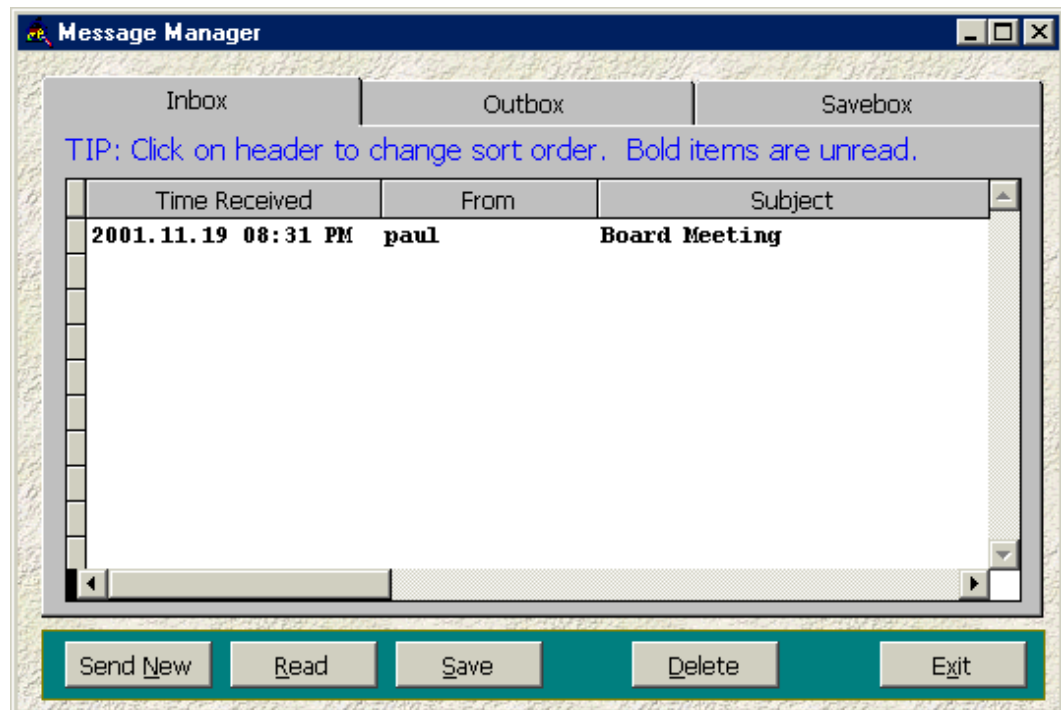 Message Manager
Inbox Outbox Savebox
TIP: Click on header to change sort order. Bold items are unread.
Time Received From Subject
2001.11.19 08:31 PM paul Board Meeting
Send New Read Save Delete Exit